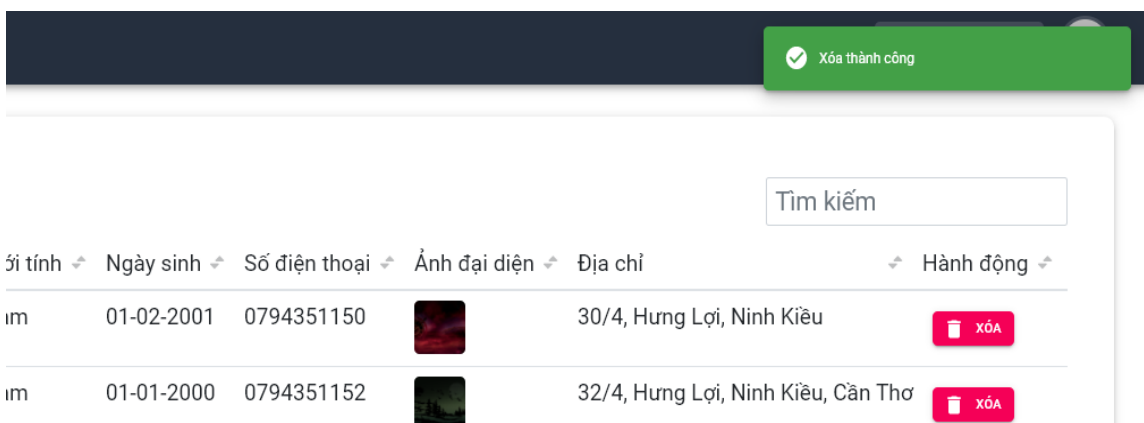 Xóa thành công
Tìm kiếm
ới tính Ngày sinh Số điện thoại Ảnh đại diện Địa chỉ Hành động
am 01-02-2001 0794351150 30/4, Hưng Lợi, Ninh Kiều XÓA
am 01-01-2000 0794351152 32/4, Hưng Lợi, Ninh Kiều, Cần Thơ XÓA